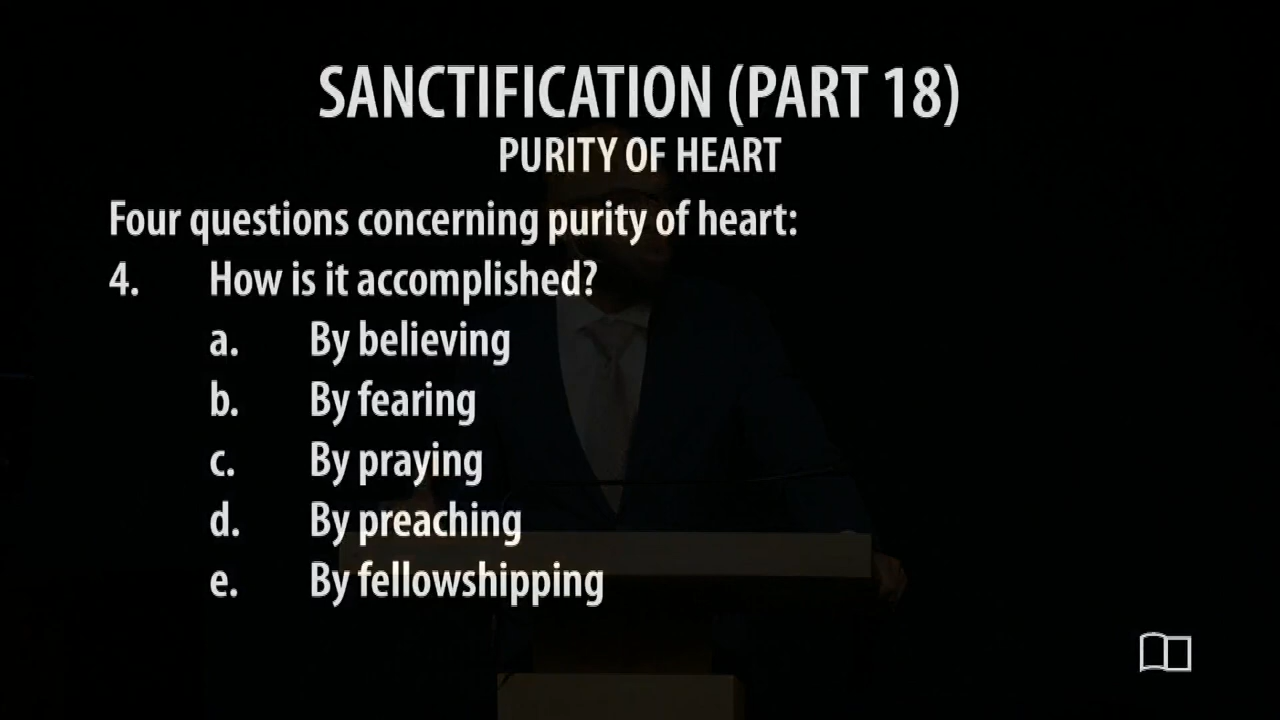 SANCTIFICATION (PART 18)
PURITY OF HEART
Four questions concerning purity of heart:
4. How is it accomplished?
a. By believing
b. By fearing
c. By praying
d. By preaching
e. By fellowshipping